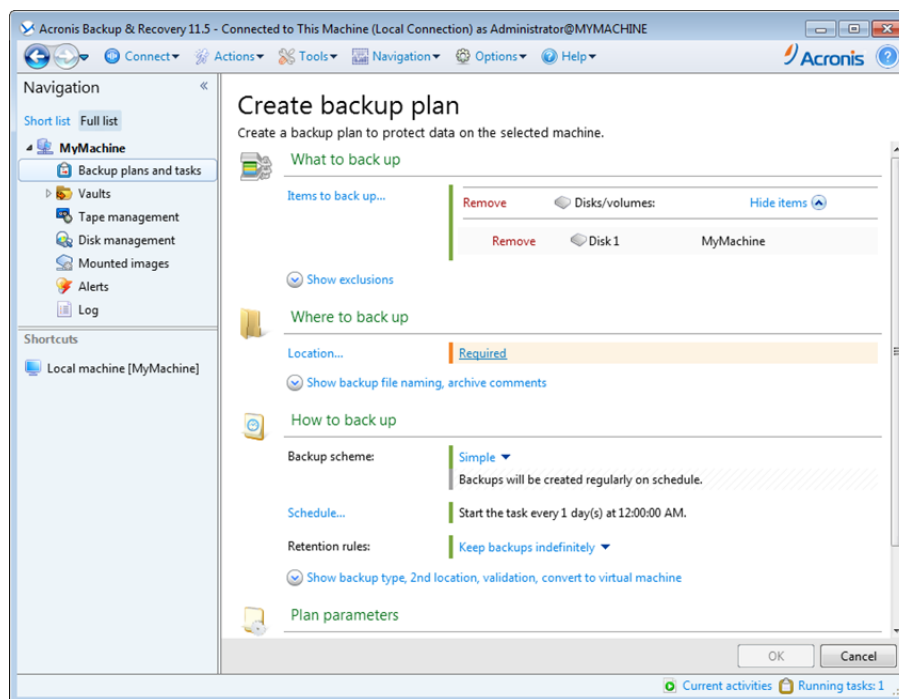 Acronis Backup & Recovery 11.5 - Connected to This Machine (Local Connection) as Administrator@MYMACHINE
Connect Actions Tools Navigation Options Help Acronis ?
Navigation «
Short list Full list
MyMachine
Backup plans and tasks
Vaults
Tape management
Disk management
Mounted images
Alerts
Log
Shortcuts
Local machine [MyMachine]
Create backup plan
Create a backup plan to protect data on the selected machine.
What to back up
Items to back up... Remove Disks/volumes: Hide items
Remove Disk 1 MyMachine
Show exclusions
Where to back up
Location... Required
Show backup file naming, archive comments
How to back up
Backup scheme: Simple
Backups will be created regularly on schedule.
Schedule... Start the task every 1 day(s) at 12:00:00 AM.
Retention rules: Keep backups indefinitely
Show backup type, 2nd location, validation, convert to virtual machine
Plan parameters
OK Cancel
Current activities Running tasks: 1